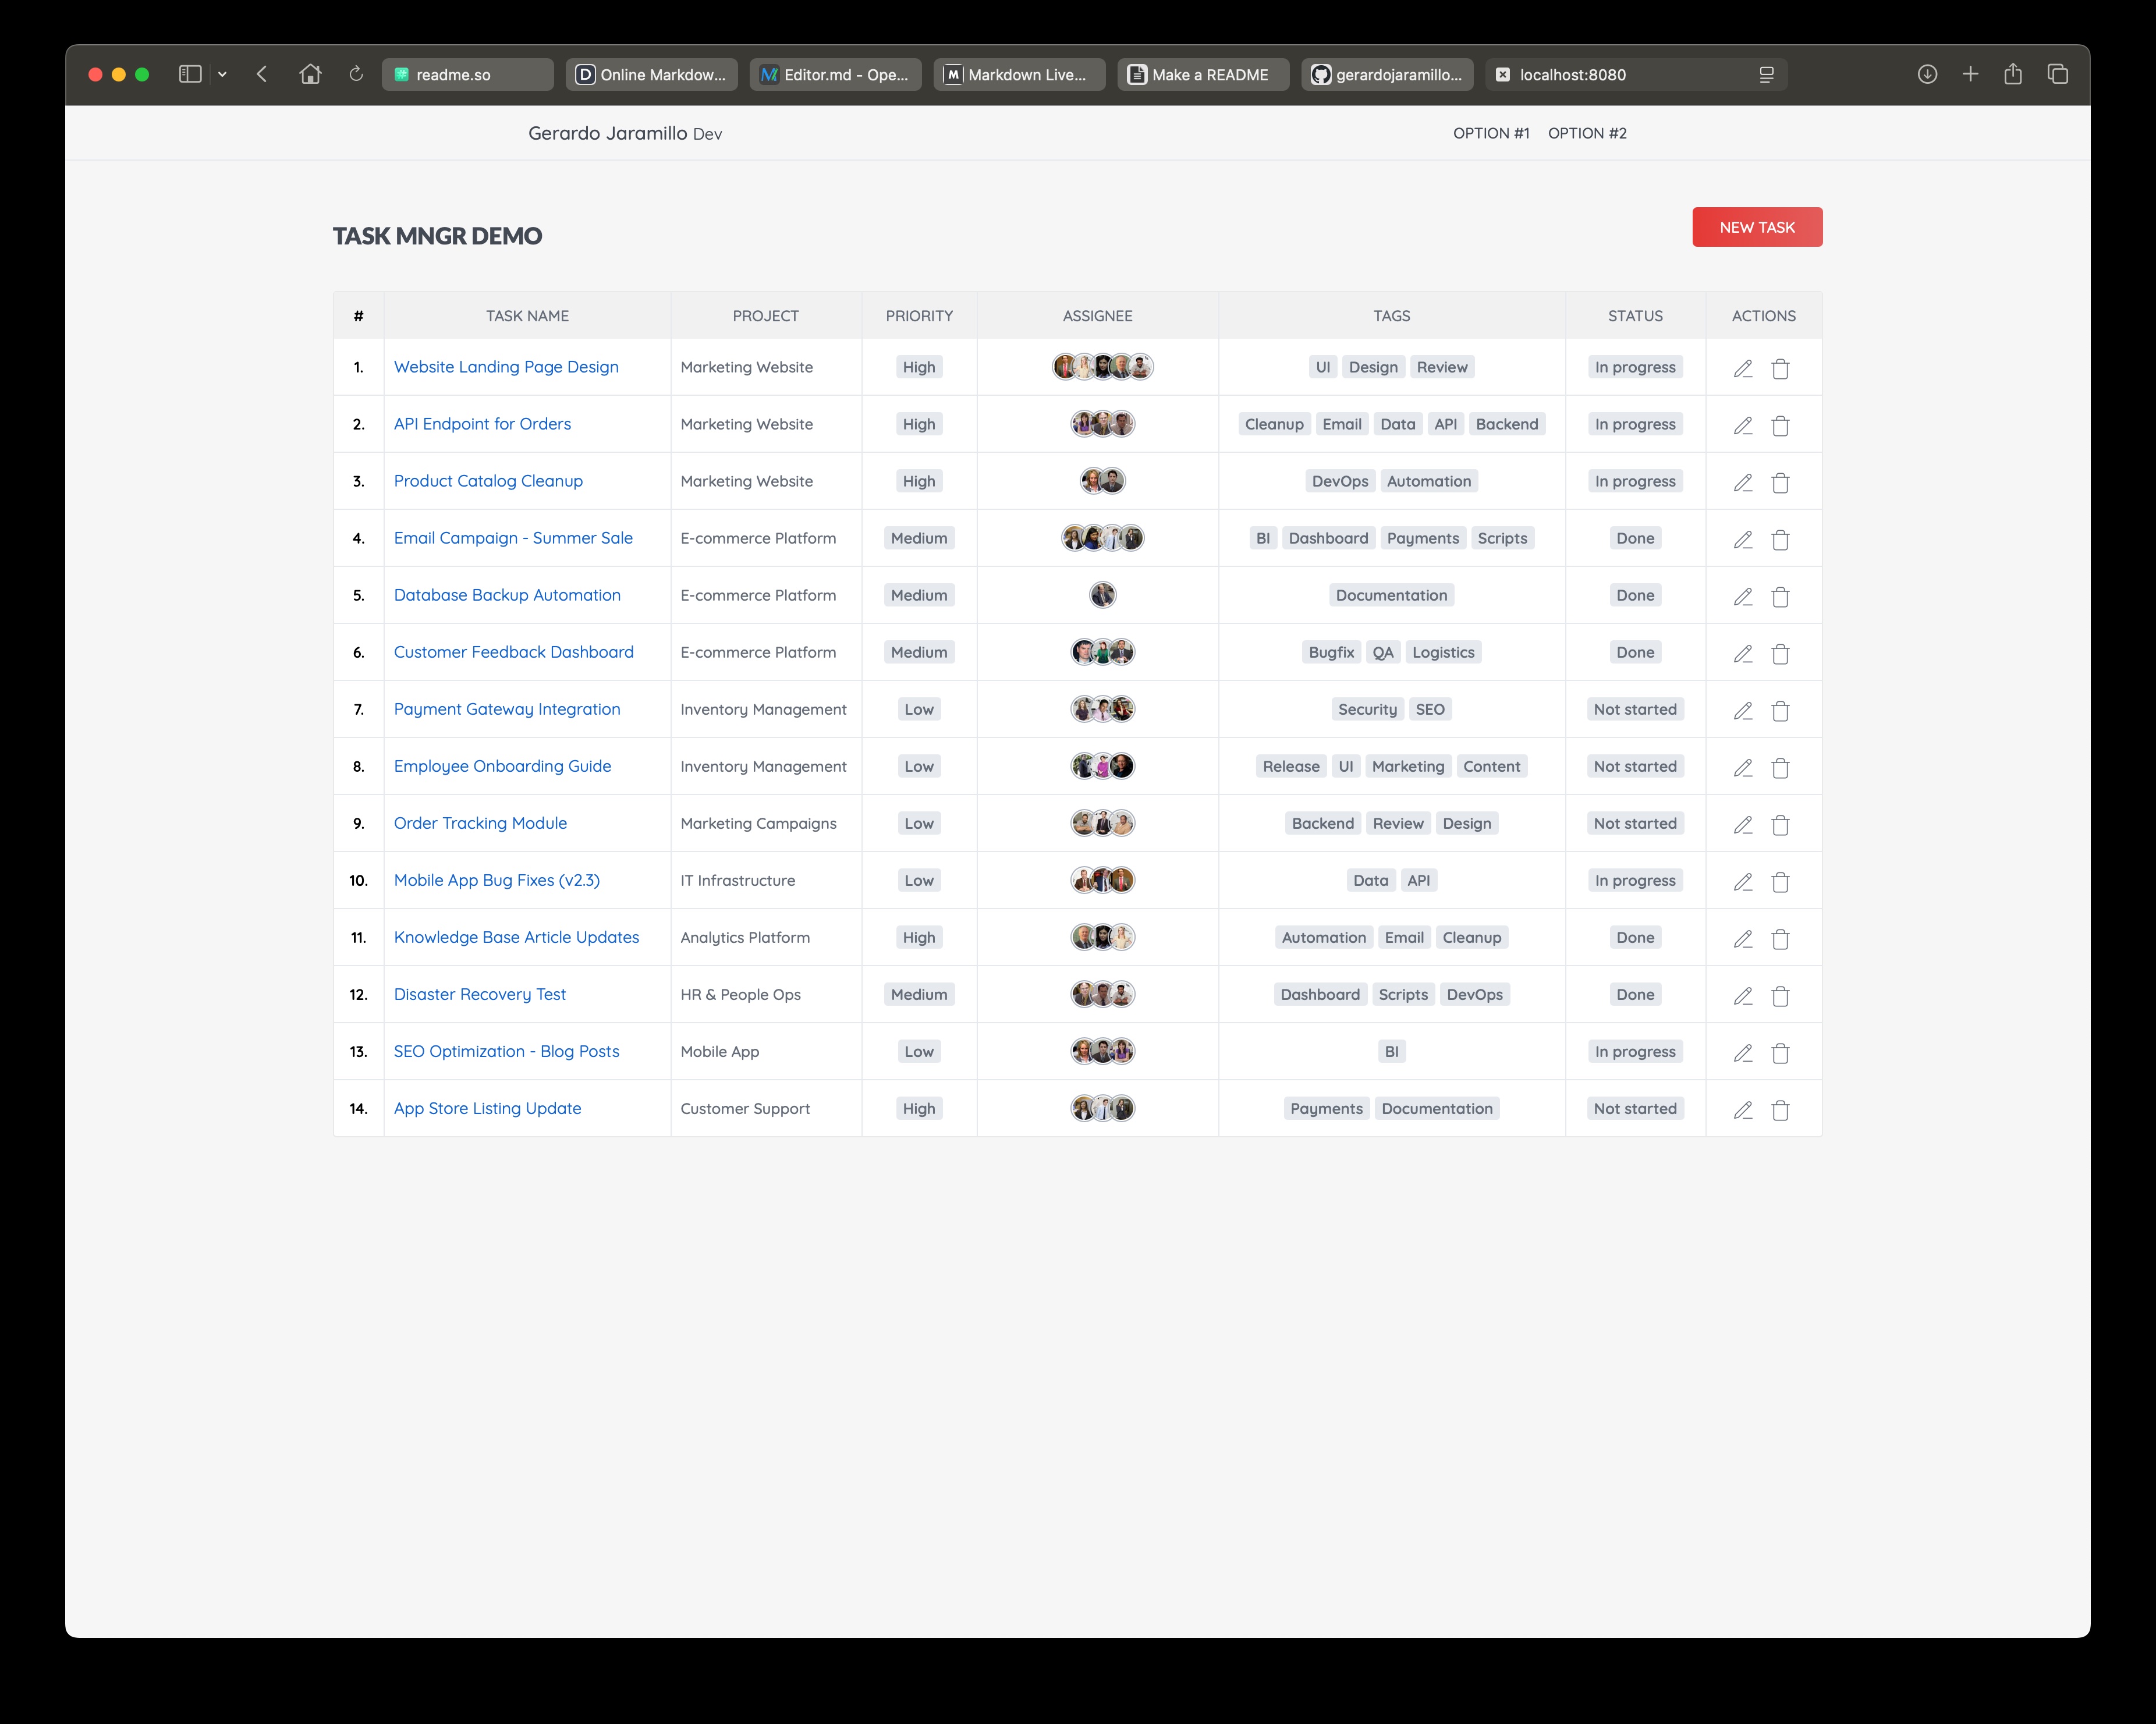 readme.so Online Markdow... Editor.md - Ope... Markdown Live... Make a README gerardojaramillo... localhost:8080
Gerardo Jaramillo Dev OPTION #1 OPTION #2
TASK MNGR DEMO NEW TASK
# TASK NAME PROJECT PRIORITY ASSIGNEE TAGS STATUS ACTIONS
1. Website Landing Page Design Marketing Website High UI Design Review In progress
2. API Endpoint for Orders Marketing Website High Cleanup Email Data API Backend In progress
3. Product Catalog Cleanup Marketing Website High DevOps Automation In progress
4. Email Campaign - Summer Sale E-commerce Platform Medium BI Dashboard Payments Scripts Done
5. Database Backup Automation E-commerce Platform Medium Documentation Done
6. Customer Feedback Dashboard E-commerce Platform Medium Bugfix QA Logistics Done
7. Payment Gateway Integration Inventory Management Low Security SEO Not started
8. Employee Onboarding Guide Inventory Management Low Release UI Marketing Content Not started
9. Order Tracking Module Marketing Campaigns Low Backend Review Design Not started
10. Mobile App Bug Fixes (v2.3) IT Infrastructure Low Data API In progress
11. Knowledge Base Article Updates Analytics Platform High Automation Email Cleanup Done
12. Disaster Recovery Test HR & People Ops Medium Dashboard Scripts DevOps Done
13. SEO Optimization - Blog Posts Mobile App Low BI In progress
14. App Store Listing Update Customer Support High Payments Documentation Not started